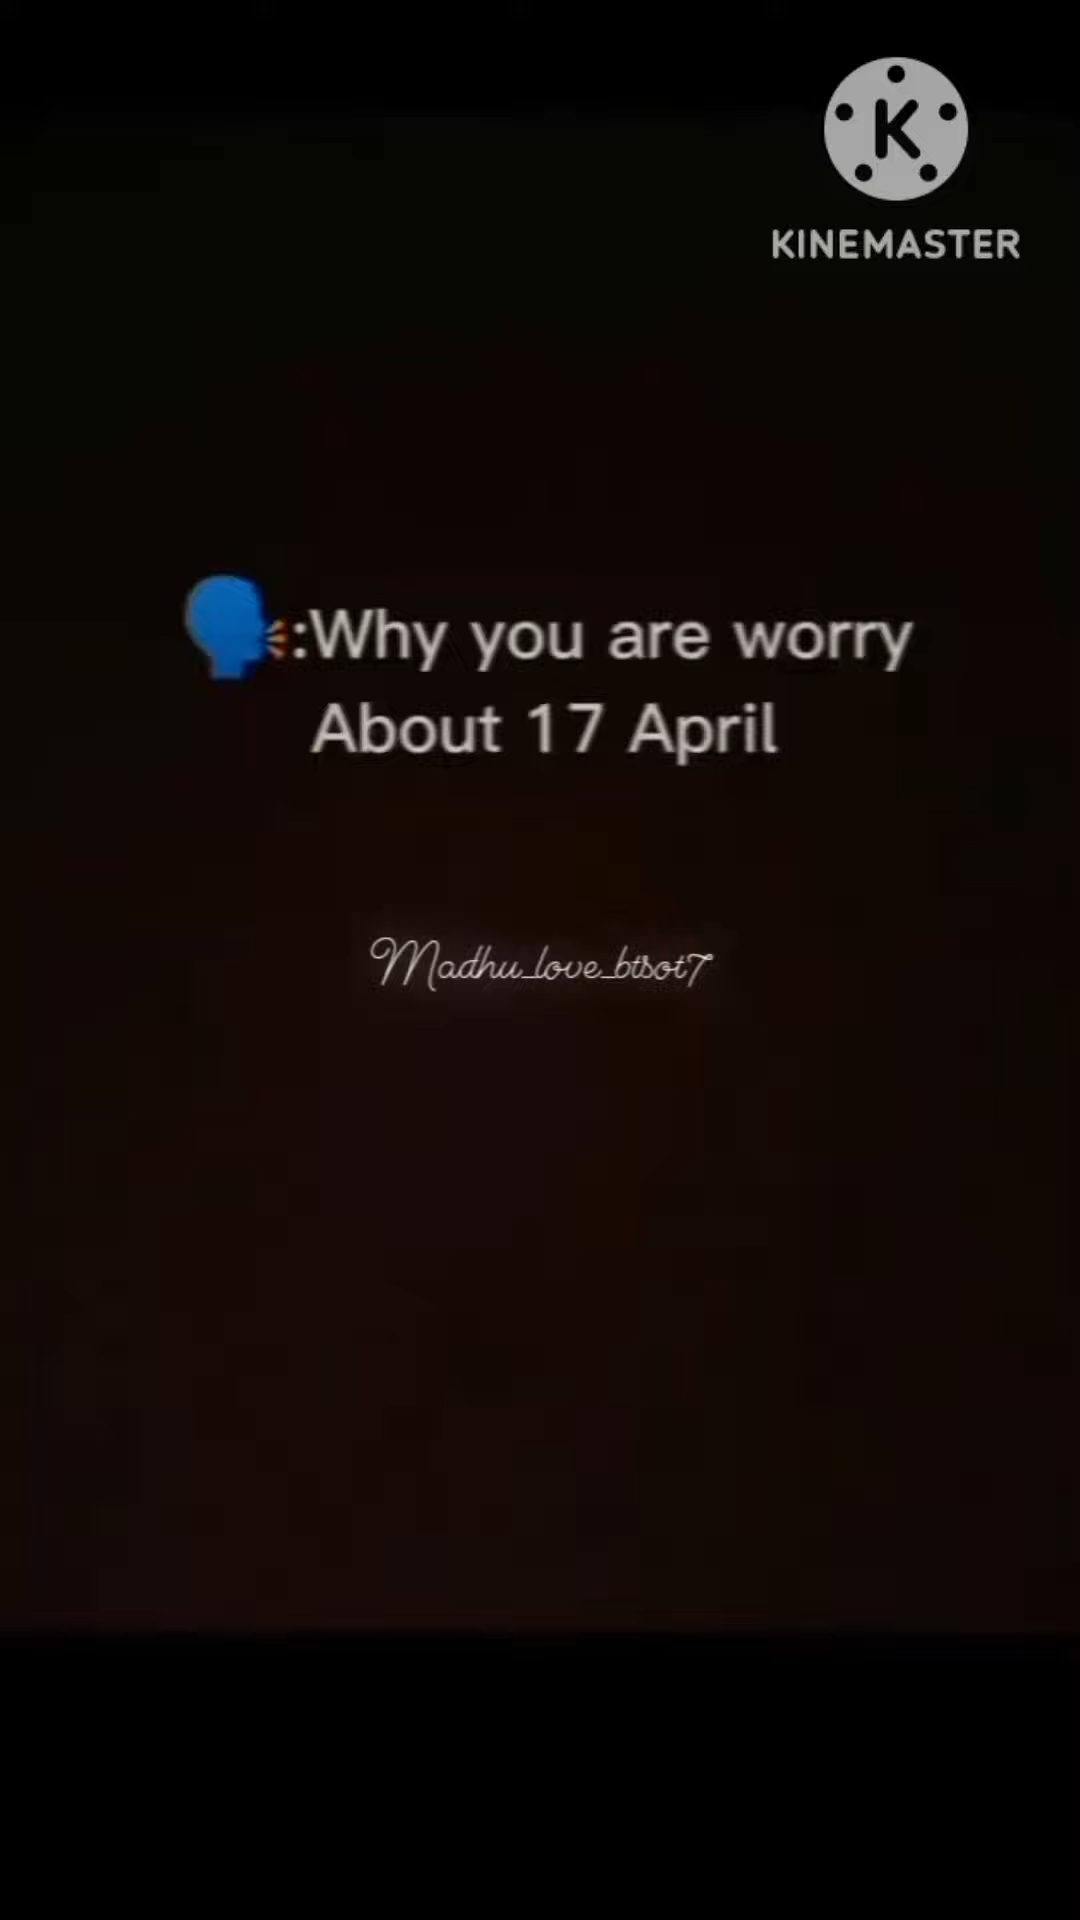 K
KINEMASTER
🗣:Why you are worry
About 17 April
Madhu_love_btsot7